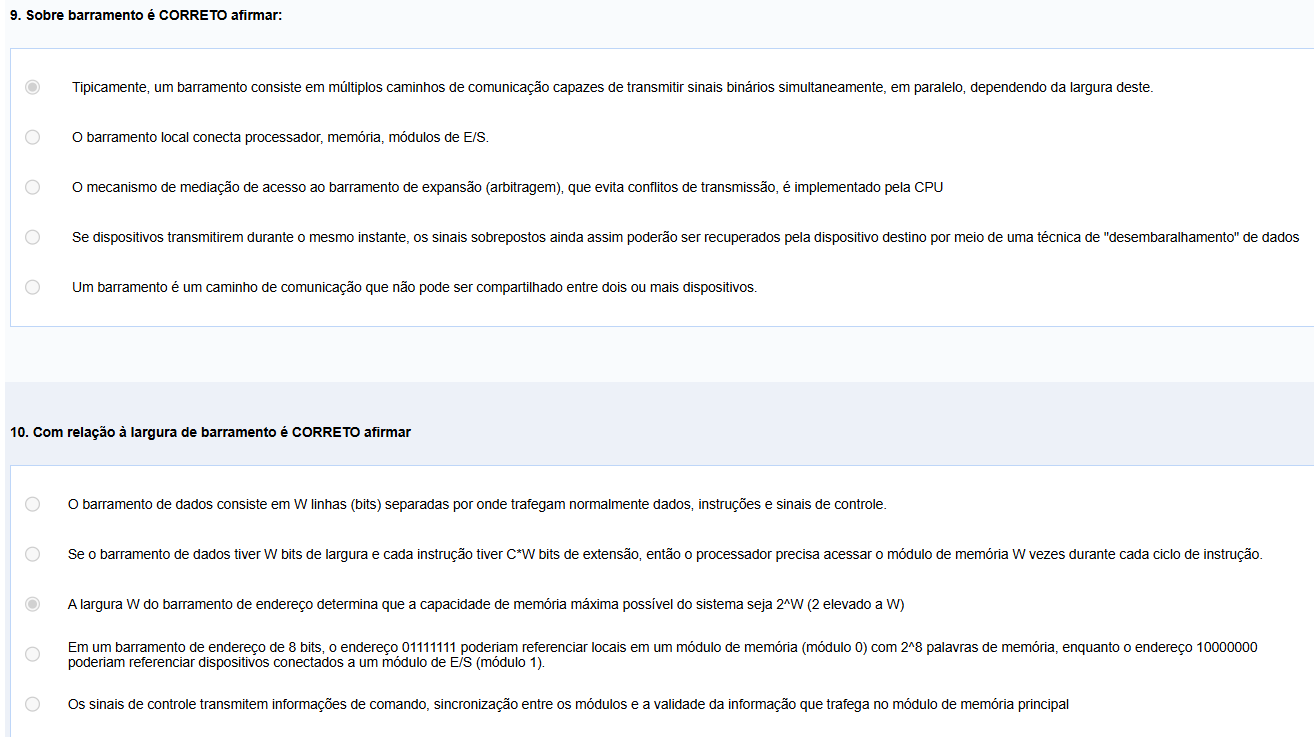 9. Sobre barramento é CORRETO afirmar:
Tipicamente, um barramento consiste em múltiplos caminhos de comunicação capazes de transmitir sinais binários simultaneamente, em paralelo, dependendo da largura deste.
O barramento local conecta processador, memória, módulos de E/S.
O mecanismo de mediação de acesso ao barramento de expansão (arbitragem), que evita conflitos de transmissão, é implementado pela CPU
Se dispositivos transmitirem durante o mesmo instante, os sinais sobrepostos ainda assim poderão ser recuperados pela dispositivo destino por meio de uma técnica de "desembaralhamento" de dados
Um barramento é um caminho de comunicação que não pode ser compartilhado entre dois ou mais dispositivos.
10. Com relação à largura de barramento é CORRETO afirmar
O barramento de dados consiste em W linhas (bits) separadas por onde trafegam normalmente dados, instruções e sinais de controle.
Se o barramento de dados tiver W bits de largura e cada instrução tiver C*W bits de extensão, então o processador precisa acessar o módulo de memória W vezes durante cada ciclo de instrução.
A largura W do barramento de endereço determina que a capacidade de memória máxima possível do sistema seja 2^W (2 elevado a W)
Em um barramento de endereço de 8 bits, o endereço 01111111 poderiam referenciar locais em um módulo de memória (módulo 0) com 2^8 palavras de memória, enquanto o endereço 10000000
poderiam referenciar dispositivos conectados a um módulo de E/S (módulo 1).
Os sinais de controle transmitem informações de comando, sincronização entre os módulos e a validade da informação que trafega no módulo de memória principal